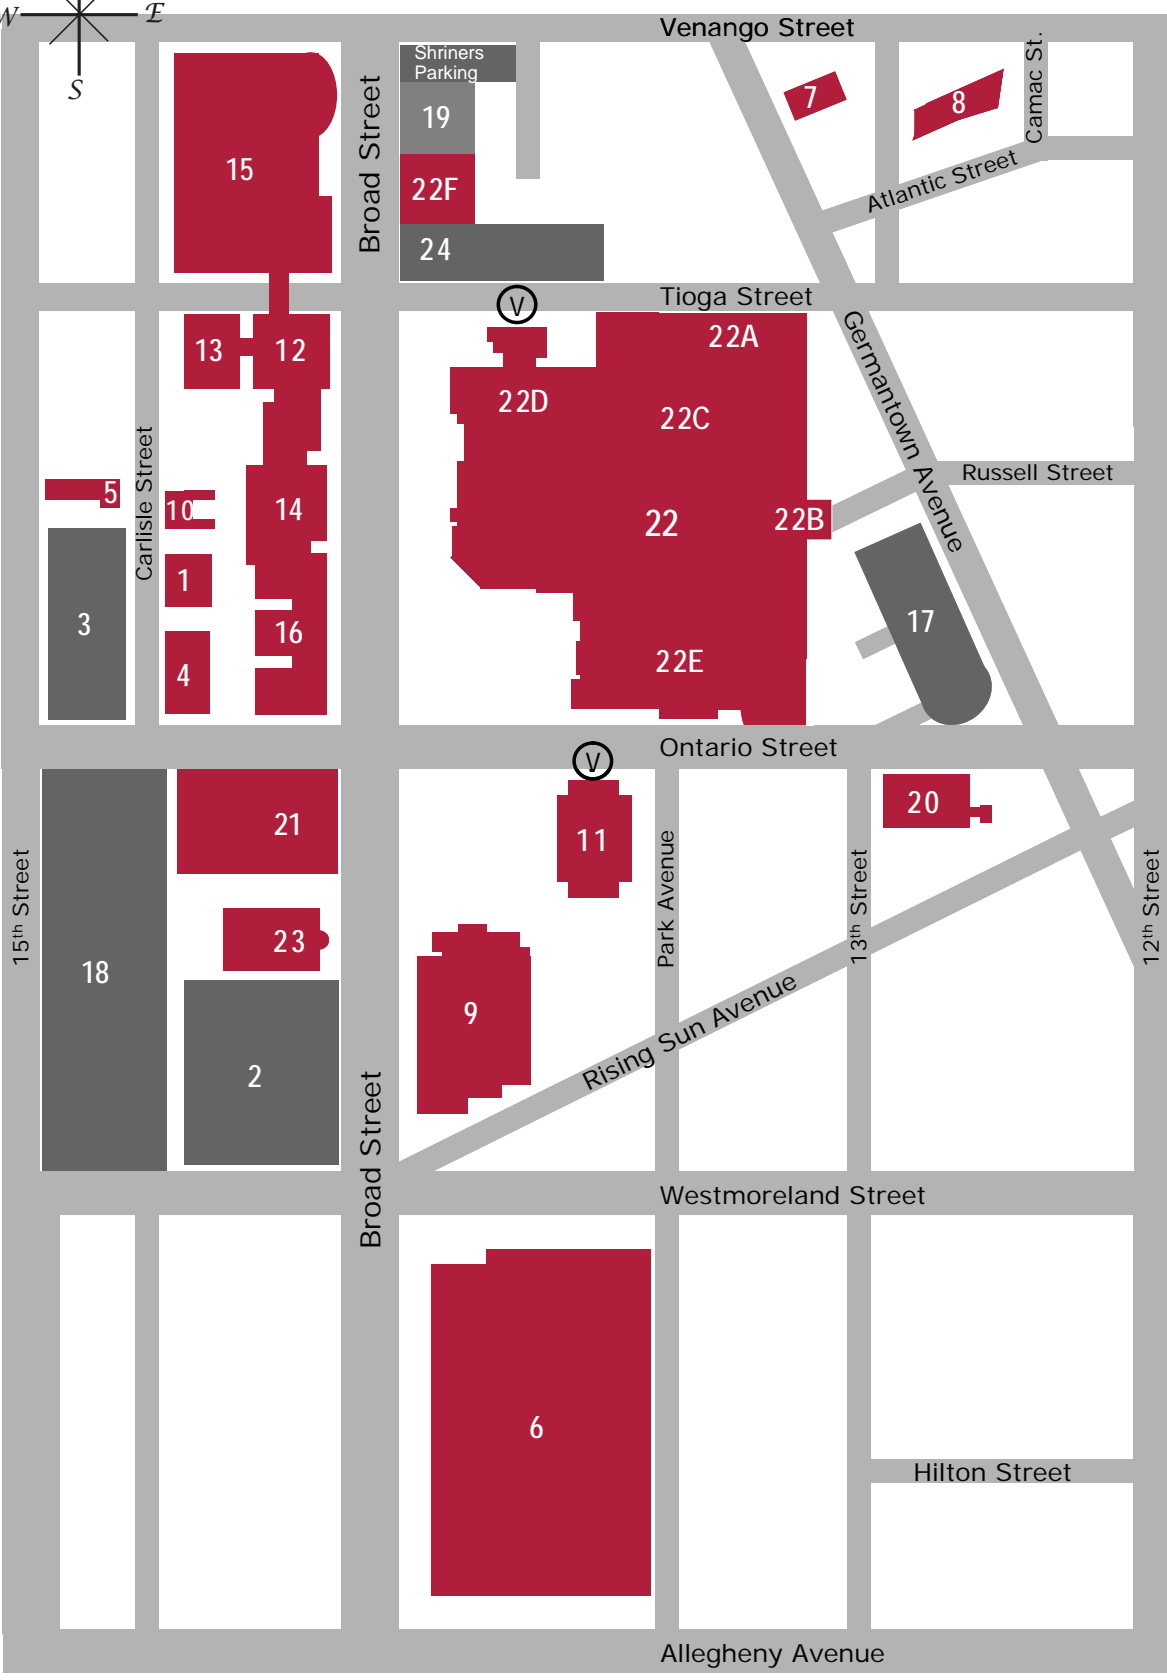 W
E
S
Venango Street
Shriners
Parking
Broad Street
19
7
8
Camac St.
15
22F
Atlantic Street
24
V
Tioga Street
13
12
22A
Germantown Avenue
22D
22C
Carlisle Street
5
10
14
22
22B
Russell Street
1
3
16
17
4
22E
Ontario Street
V
20
21
11
15th Street
Park Avenue
13th Street
12th Street
23
18
9
Rising Sun Avenue
2
Broad Street
Westmoreland Street
6
Hilton Street
Allegheny Avenue